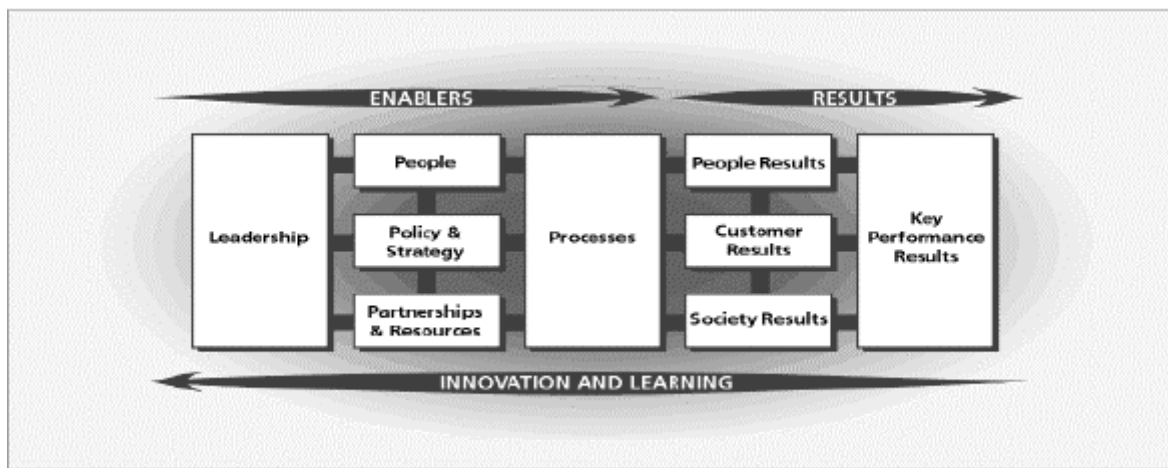 ENABLERS
RESULTS
Leadership
People
Policy &
Strategy
Partnerships
& Resources
Processes
People Results
Customer
Results
Society Results
Key
Performance
Results
INNOVATION AND LEARNING